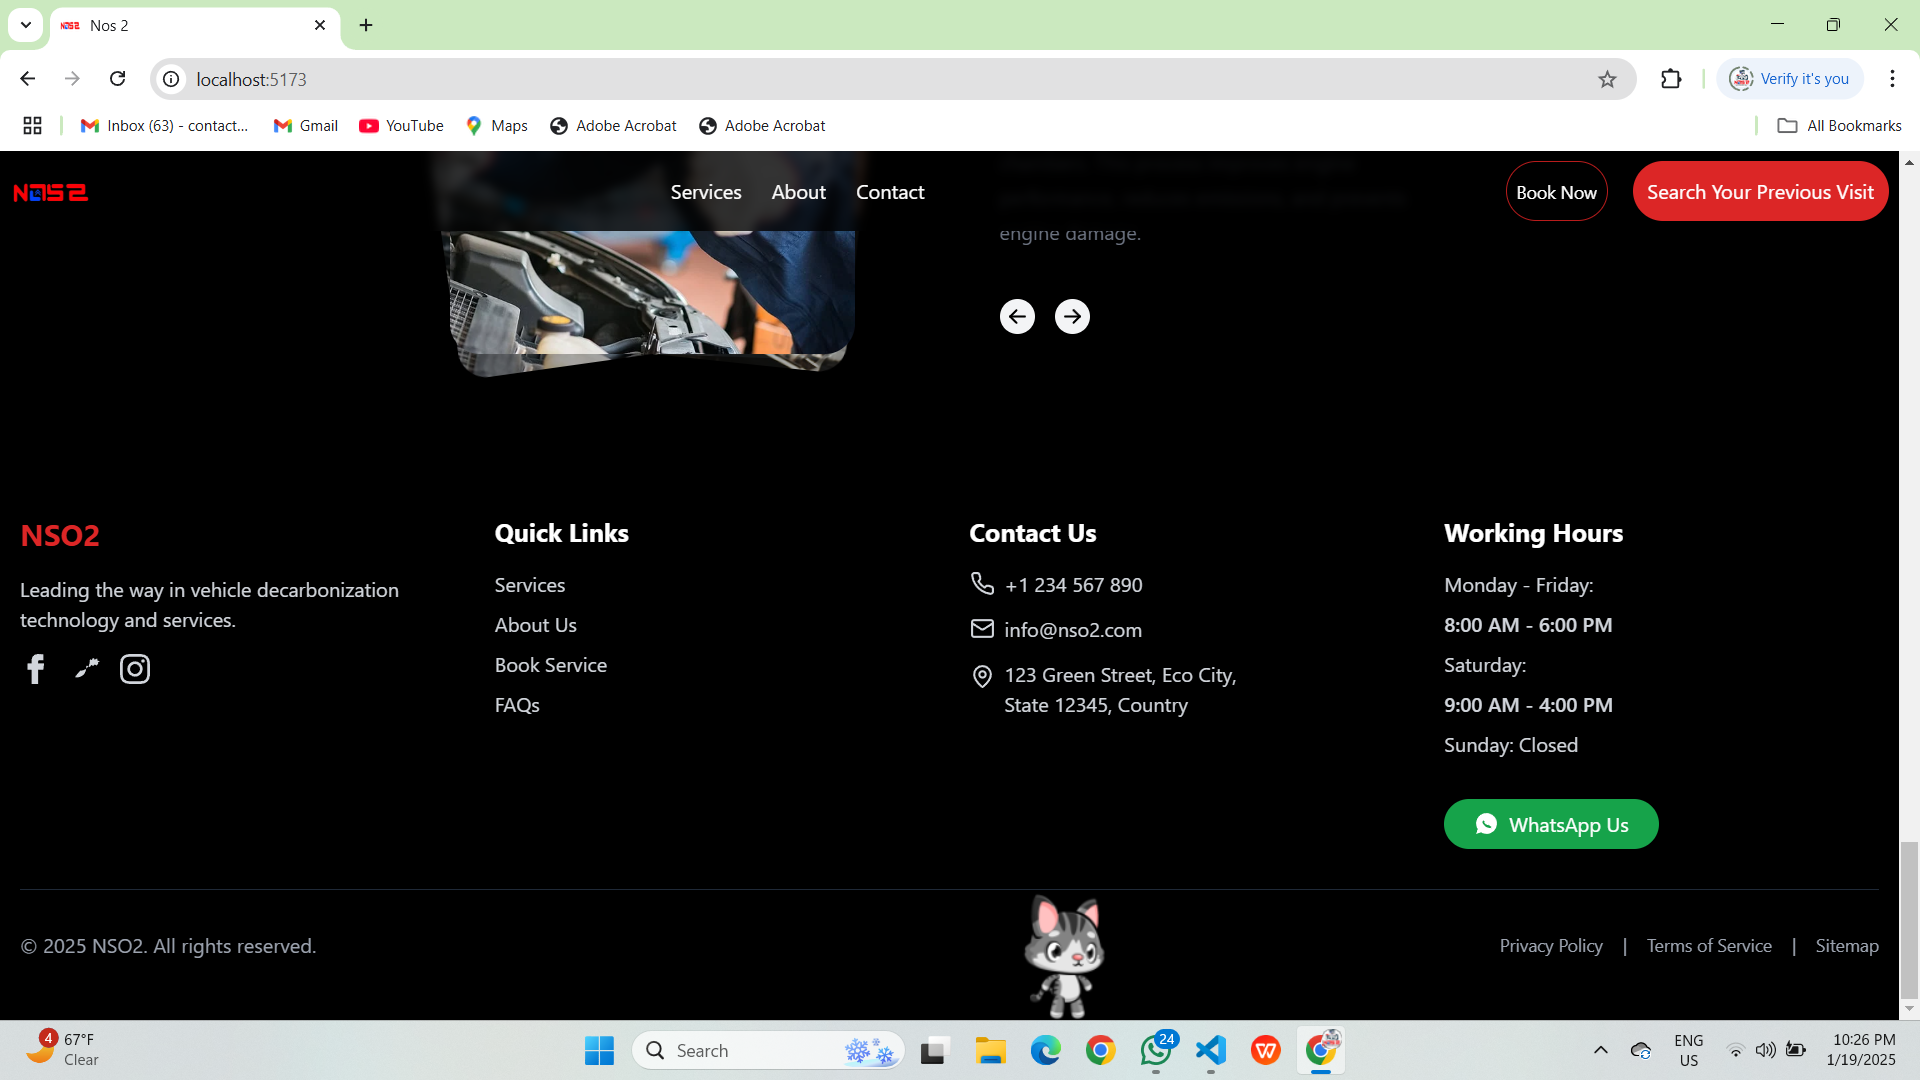 Nos 2
localhost:5173
Verify it's you
Inbox (63) - contact...
Gmail
YouTube
Maps
Adobe Acrobat
Adobe Acrobat
All Bookmarks
NOS 2
Services
About
Contact
Book Now
Search Your Previous Visit
engine damage.
NSO2
Leading the way in vehicle decarbonization
technology and services.
Quick Links
Services
About Us
Book Service
FAQs
Contact Us
+1 234 567 890
info@nso2.com
123 Green Street, Eco City,
State 12345, Country
Working Hours
Monday - Friday:
8:00 AM - 6:00 PM
Saturday:
9:00 AM - 4:00 PM
Sunday: Closed
WhatsApp Us
© 2025 NSO2. All rights reserved.
Privacy Policy | Terms of Service | Sitemap
4
67°F
Clear
Search
24
ENG
US
10:26 PM
1/19/2025